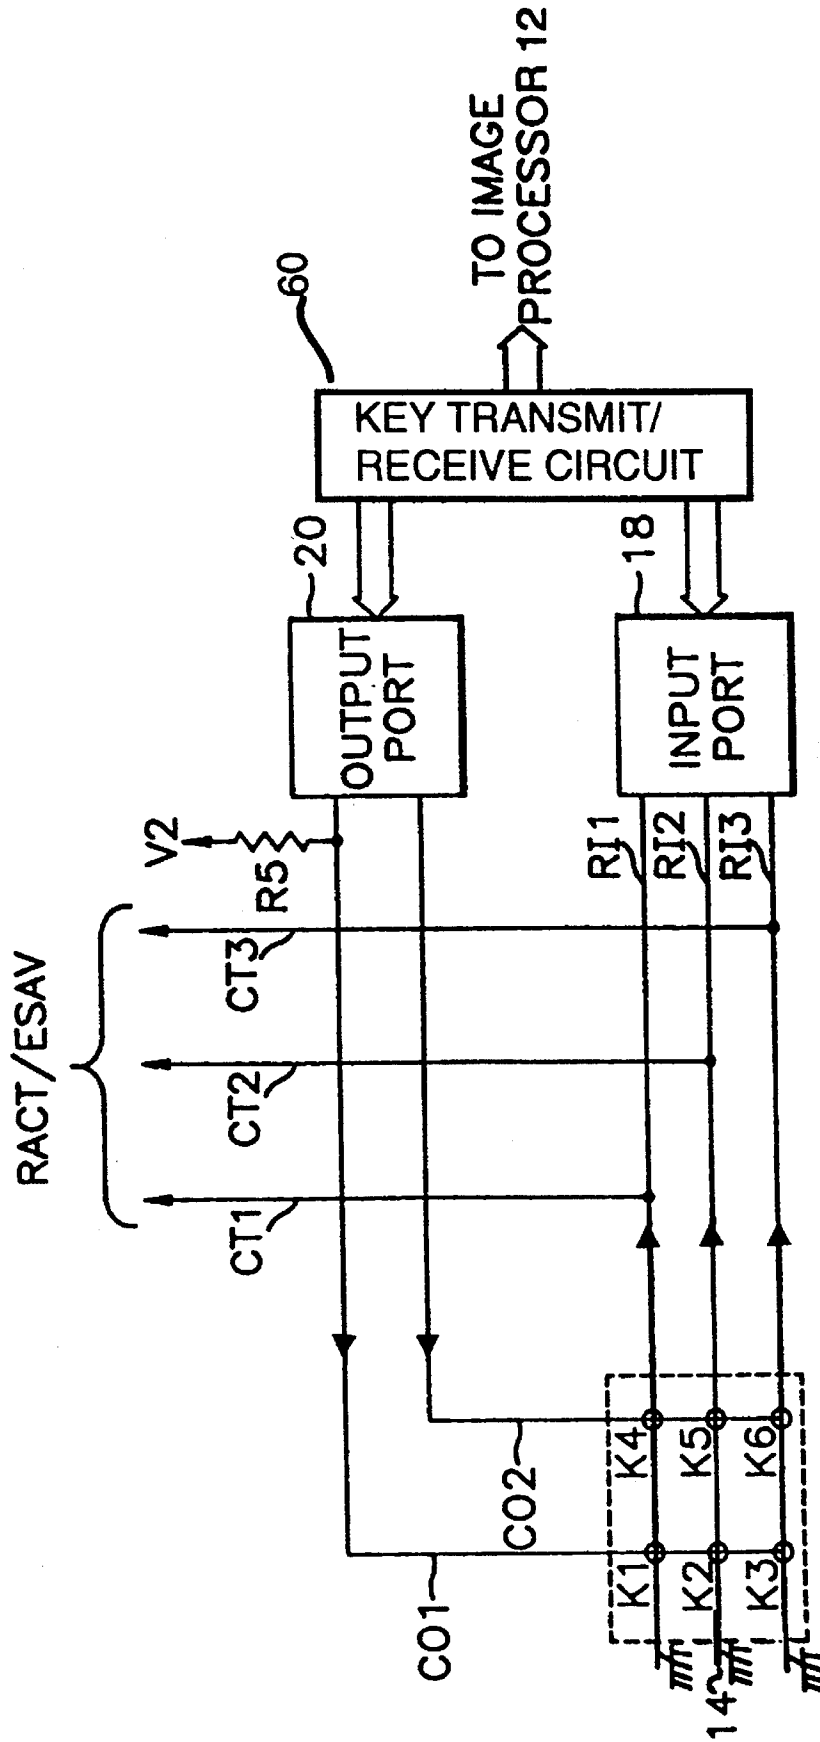 RACT/ESAV
CT1
CT2
CT3
V2
R5
OUTPUT
PORT
20
60
KEY TRANSMIT/
RECEIVE CIRCUIT
TO IMAGE
PROCESSOR 12
18
INPUT
PORT
RI1
RI2
RI3
CO1
CO2
K1
K4
K2
K5
K3
K6
14